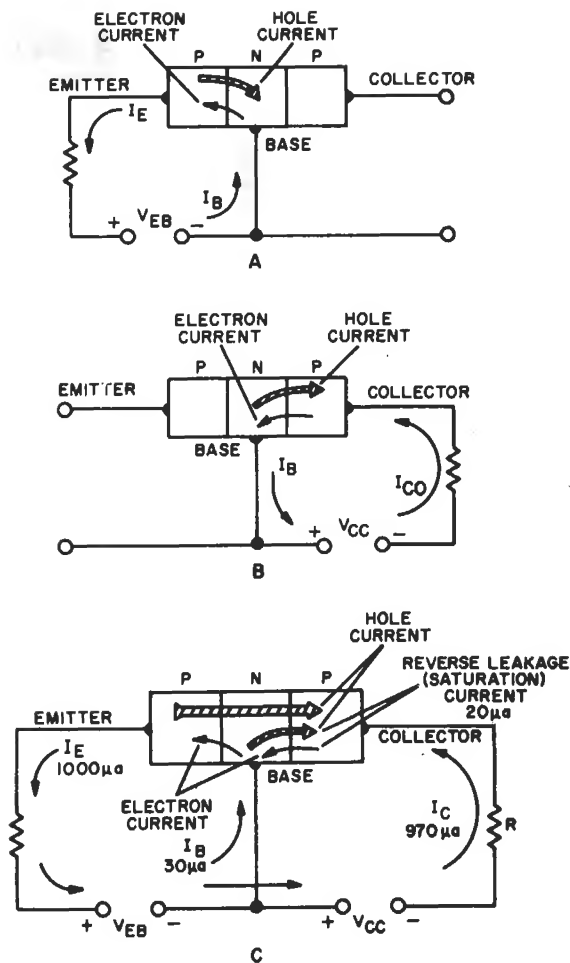 ELECTRON
CURRENT
HOLE
CURRENT
P N P
EMITTER
COLLECTOR
I_E
BASE
I_B
+ V_EB -
A
ELECTRON
CURRENT
HOLE
CURRENT
P N P
EMITTER
COLLECTOR
BASE
I_B
I_CO
+ V_CC -
B
HOLE
CURRENT
P N P
REVERSE LEAKAGE
(SATURATION)
CURRENT
20μa
EMITTER
COLLECTOR
I_E
1000μa
BASE
ELECTRON
CURRENT
I_B
30μa
I_C
970μa
R
+ V_EB -
+ V_CC -
C